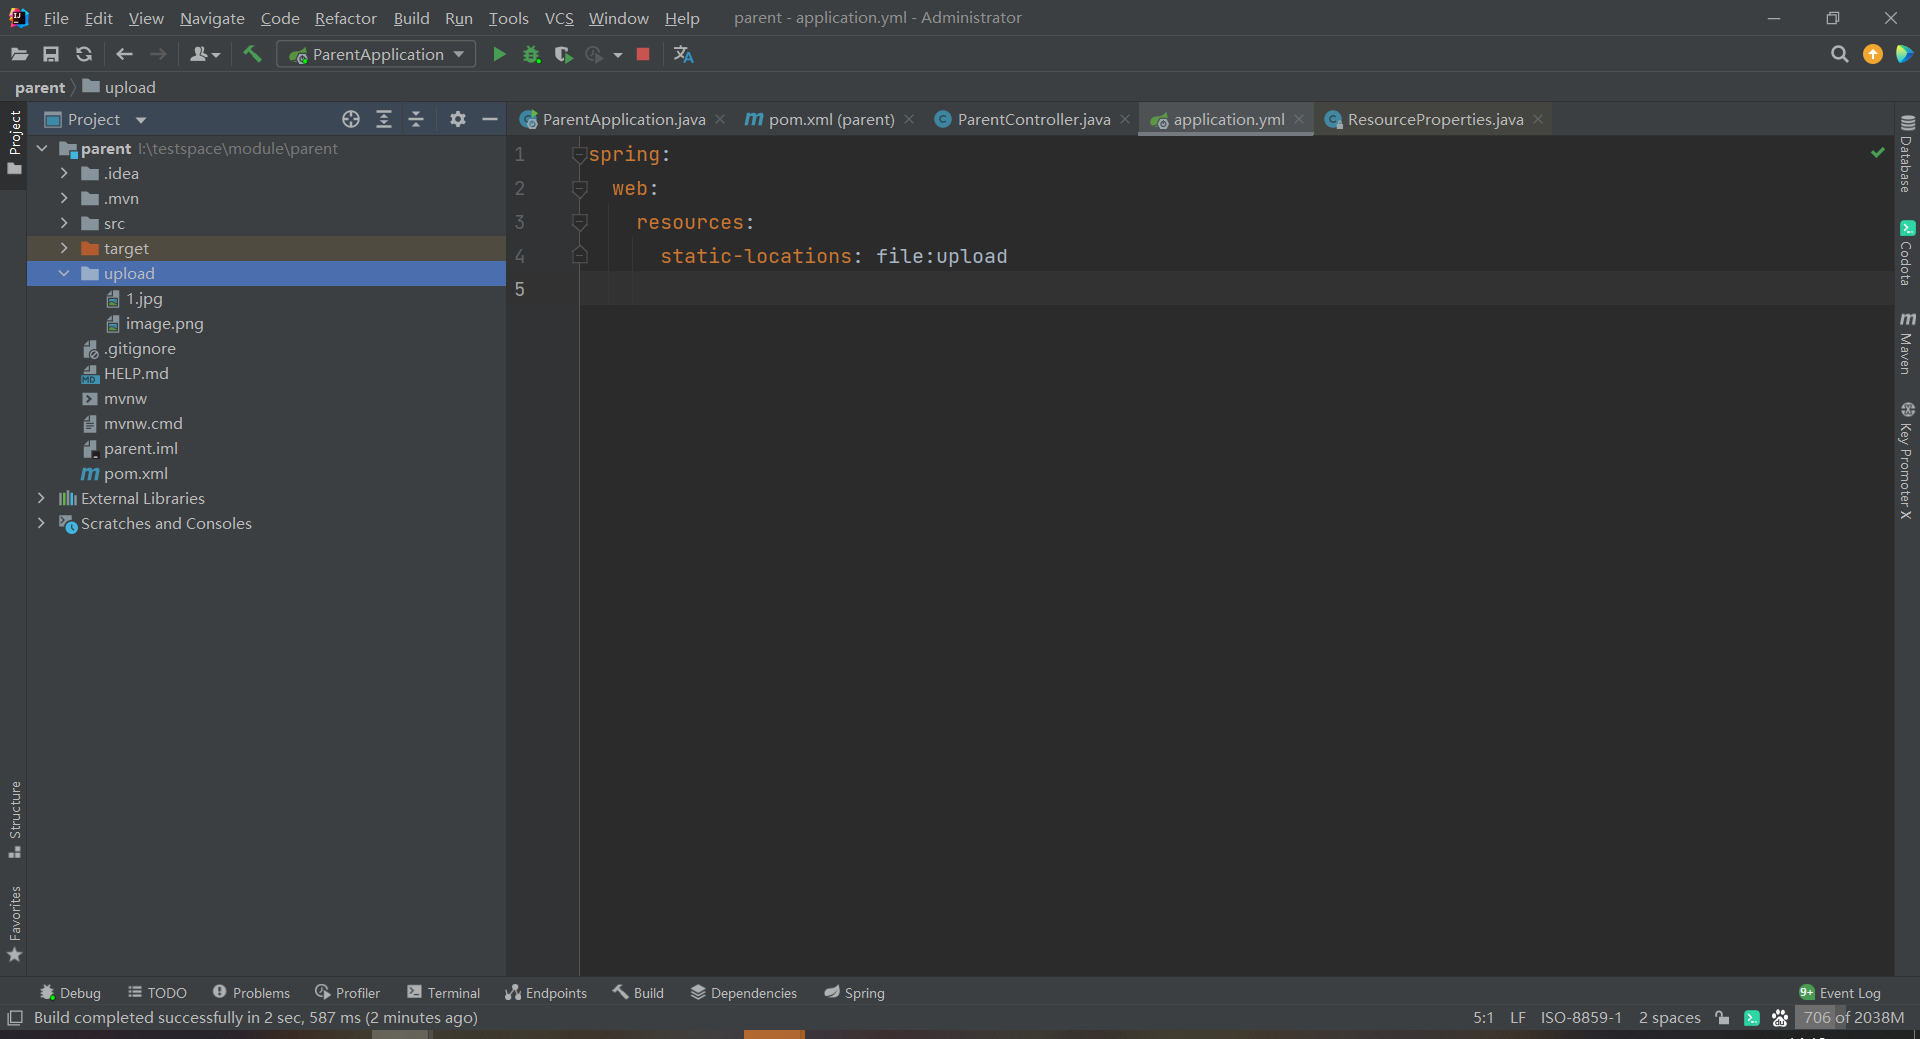 File Edit View Navigate Code Refactor Build Run Tools VCS Window Help parent - application.yml - Administrator
ParentApplication
parent upload
Project
parent I:\testspace\module\parent
.idea
.mvn
src
target
upload
1.jpg
image.png
.gitignore
HELP.md
mvnw
mvnw.cmd
parent.iml
pom.xml
External Libraries
Scratches and Consoles
ParentApplication.java pom.xml (parent) ParentController.java application.yml ResourceProperties.java
1 spring:
2 web:
3 resources:
4 static-locations: file:upload
5
Project
Structure
Favorites
Database
Codota
Maven
Key Promoter X
Debug TODO Problems Profiler Terminal Endpoints Build Dependencies Spring 9+ Event Log
Build completed successfully in 2 sec, 587 ms (2 minutes ago) 5:1 LF ISO-8859-1 2 spaces 706 of 2038M